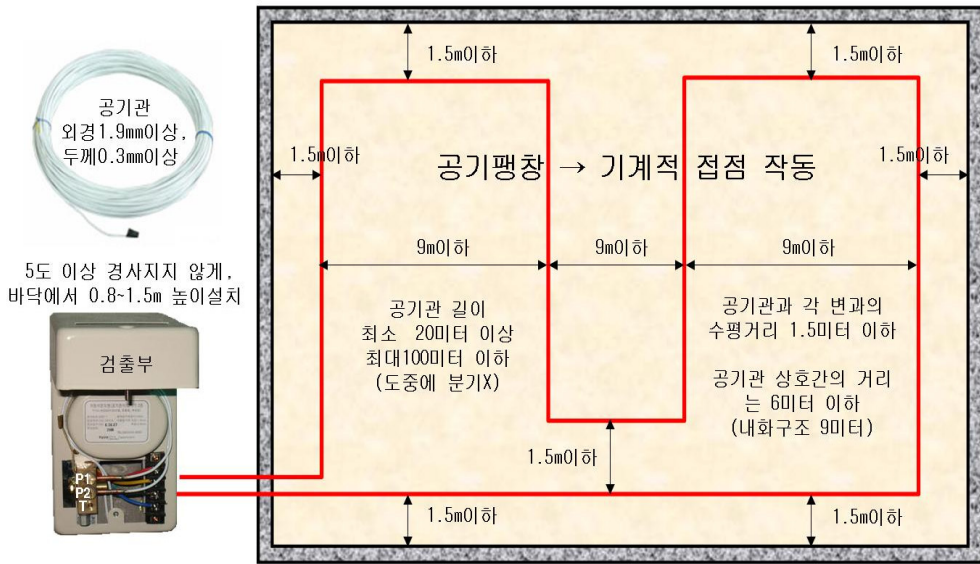 공기관
외경1.9mm이상,
두께0.3mm이상
5도 이상 경사지지 않게,
바닥에서 0.8~1.5m 높이설치
검출부
P1
P2
T
1.5m이하
1.5m이하
1.5m이하
1.5m이하
공기팽창 → 기계적 접점 작동
9m이하
9m이하
9m이하
공기관 길이
최소 20미터 이상
최대100미터 이하
(도중에 분기X)
공기관과 각 변과의
수평거리 1.5미터 이하
공기관 상호간의 거리
는 6미터 이하
(내화구조 9미터)
1.5m이하
1.5m이하
1.5m이하